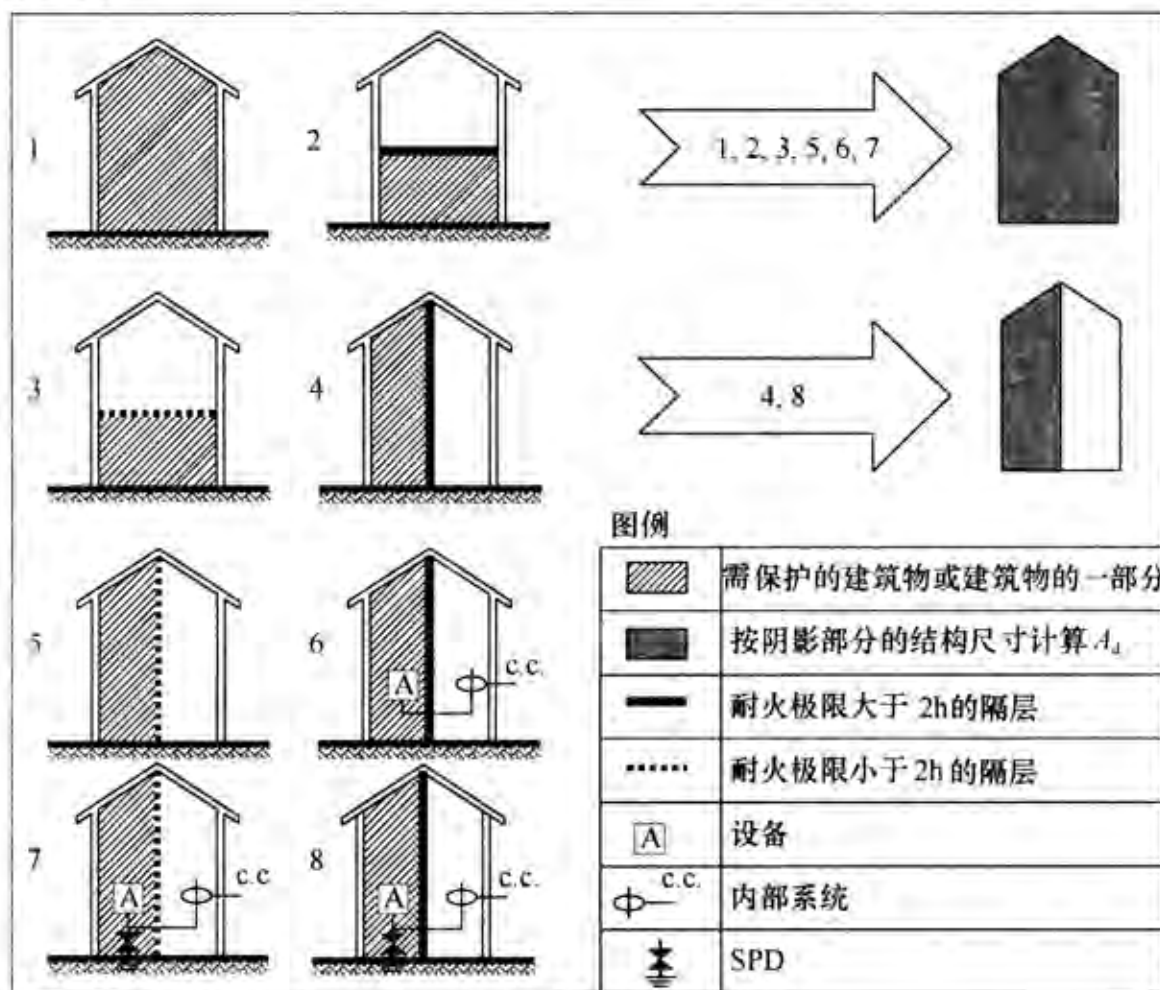 1
2
1, 2, 3, 5, 6, 7
3
4
4, 8
图例
需保护的建筑物或建筑物的一部分
按阴影部分的结构尺寸计算 A_d
耐火极限大于 2h的隔层
耐火极限小于 2h 的隔层
A 设备
c.c. 内部系统
SPD
5
6
A
c.c.
7
A
c.c.
8
A
c.c.